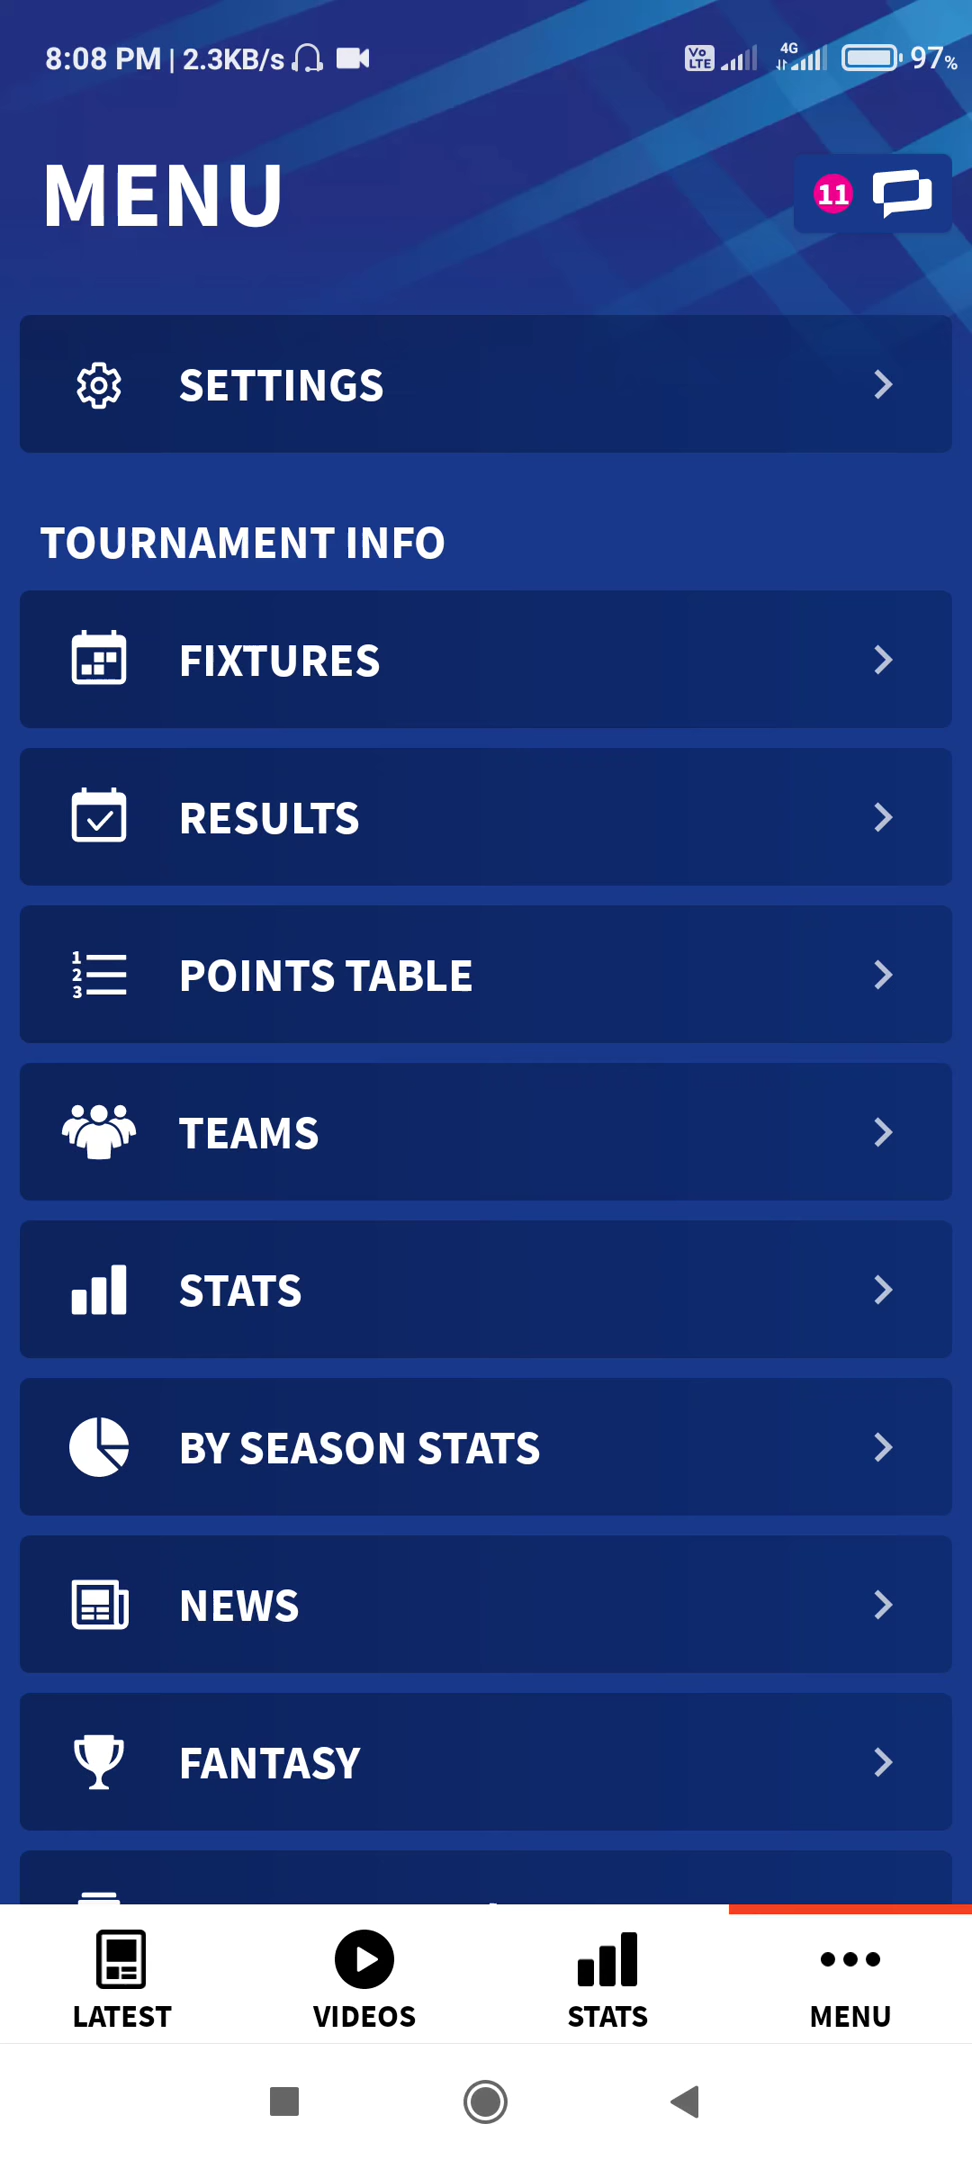 8:08 PM | 2.3KB/s Vo LTE 4G 97%
MENU
11
SETTINGS
TOURNAMENT INFO
FIXTURES
RESULTS
1 2 3 POINTS TABLE
TEAMS
STATS
BY SEASON STATS
NEWS
FANTASY
LATEST VIDEOS STATS MENU